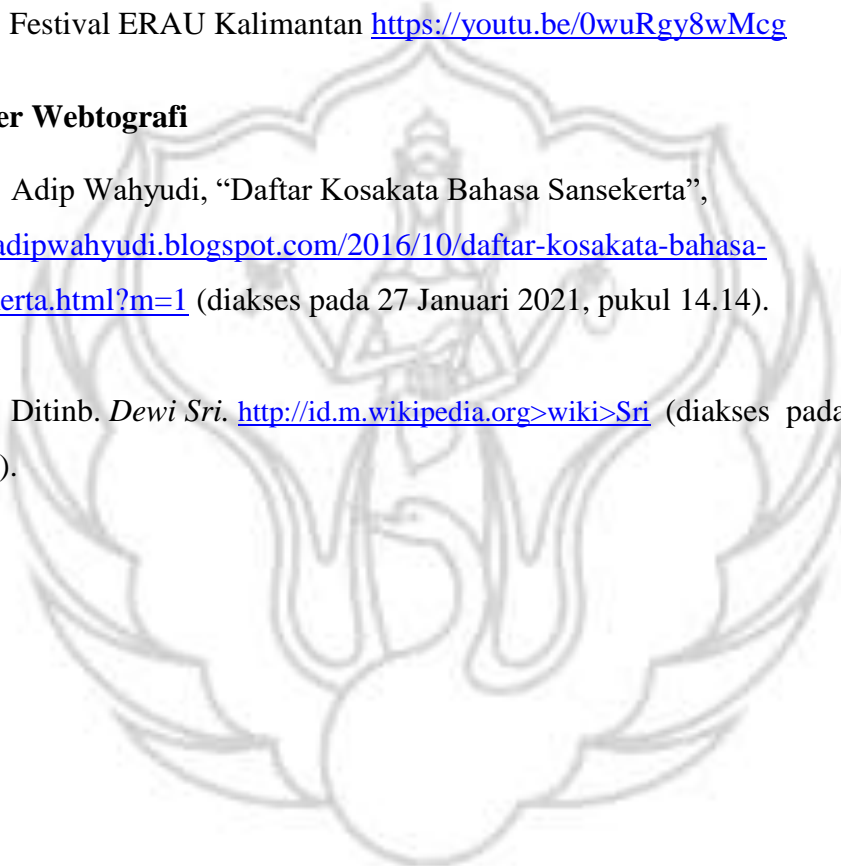 Festival ERAU Kalimantan https://youtu.be/0wuRgy8wMcg
er Webtografi
Adip Wahyudi, “Daftar Kosakata Bahasa Sansekerta”,
adipwahyudi.blogspot.com/2016/10/daftar-kosakata-bahasa-
erta.html?m=1 (diakses pada 27 Januari 2021, pukul 14.14).
Ditinb. Dewi Sri. http://id.m.wikipedia.org>wiki>Sri (diakses pada
).